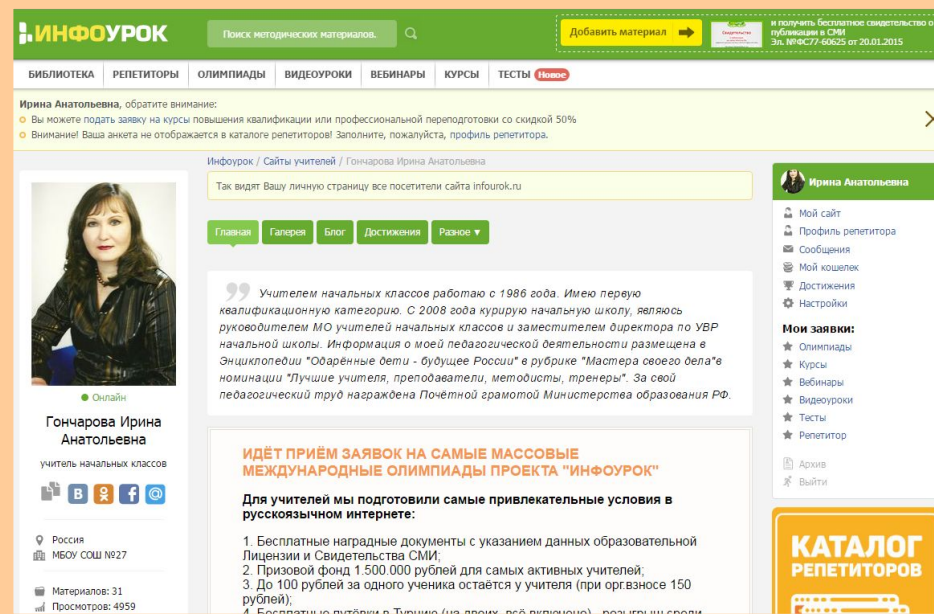 ИНФОУРОК
Поиск методических материалов.
Добавить материал
Свидетельство
и получить бесплатное свидетельство о
публикации в СМИ
Эл. №ФС77-60625 от 20.01.2015
БИБЛИОТЕКА РЕПЕТИТОРЫ ОЛИМПИАДЫ ВИДЕОУРОКИ ВЕБИНАРЫ КУРСЫ ТЕСТЫ Новое
Ирина Анатольевна, обратите внимание:
Вы можете подать заявку на курсы повышения квалификации или профессиональной переподготовки со скидкой 50%
Внимание! Ваша анкета не отображается в каталоге репетиторов! Заполните, пожалуйста, профиль репетитора.
Инфоурок / Сайты учителей / Гончарова Ирина Анатольевна
Так видят Вашу личную страницу все посетители сайта infourok.ru
Главная Галерея Блог Достижения Разное ▼
Учителем начальных классов работаю с 1986 года. Имею первую
квалификационную категорию. С 2008 года курирую начальную школу, являюсь
руководителем МО учителей начальных классов и заместителем директора по УВР
начальной школы. Информация о моей педагогической деятельности размещена в
Энциклопедии "Одарённые дети - будущее России" в рубрике "Мастера своего дела"в
номинации "Лучшие учителя, преподаватели, методисты, тренеры". За свой
педагогический труд награждена Почётной грамотой Министерства образования РФ.
Онлайн
Гончарова Ирина
Анатольевна
учитель начальных классов
Россия
МБОУ СОШ №27
Материалов: 31
Просмотров: 4959
ИДЁТ ПРИЁМ ЗАЯВОК НА САМЫЕ МАССОВЫЕ
МЕЖДУНАРОДНЫЕ ОЛИМПИАДЫ ПРОЕКТА "ИНФОУРОК"
Для учителей мы подготовили самые привлекательные условия в
русскоязычном интернете:
1. Бесплатные наградные документы с указанием данных образовательной
Лицензии и Свидетельства СМИ;
2. Призовой фонд 1.500.000 рублей для самых активных учителей;
3. До 100 рублей за одного ученика остаётся у учителя (при орг.взносе 150
рублей);
4. Бесплатные путёвки в Турцию (на двоих, всё включено) - розыгрыш среди
Ирина Анатольевна
Мой сайт
Профиль репетитора
Сообщения
Мой кошелек
Достижения
Настройки
Мои заявки:
Олимпиады
Курсы
Вебинары
Видеоуроки
Тесты
Репетитор
Архив
Выйти
КАТАЛОГ
РЕПЕТИТОРОВ